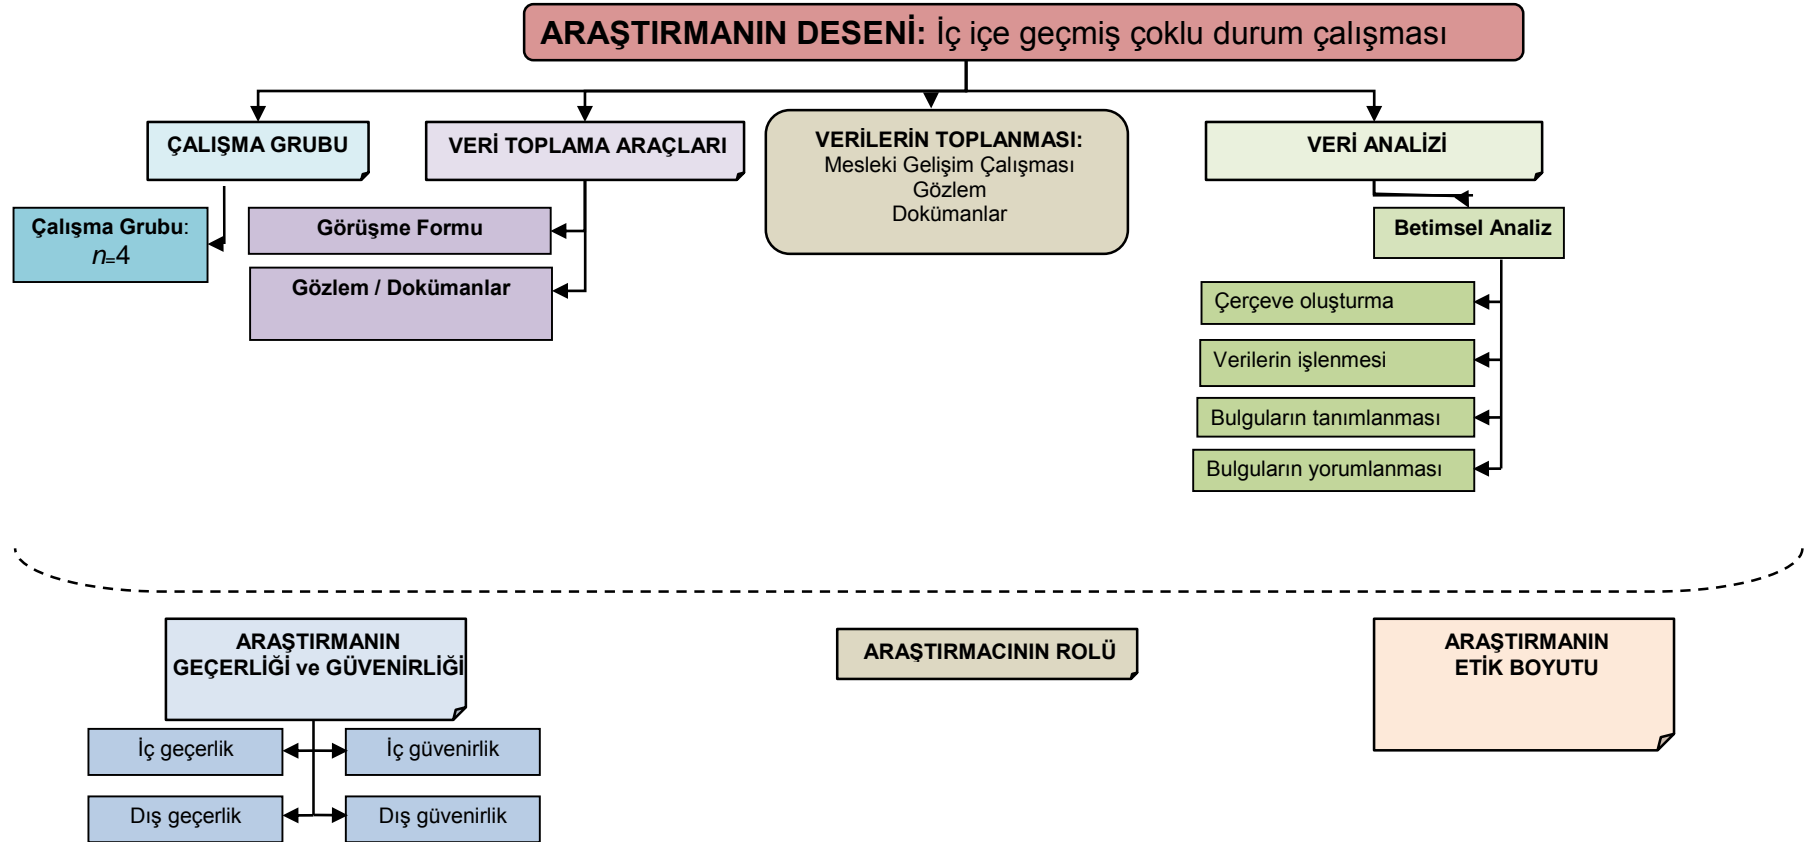 ARAŞTIRMANIN DESENİ: İç içe geçmiş çoklu durum çalışması
ÇALIŞMA GRUBU
VERİ TOPLAMA ARAÇLARI
VERİLERİN TOPLANMASI:
Mesleki Gelişim Çalışması
Gözlem
Dokümanlar
VERİ ANALİZİ
Çalışma Grubu:
n=4
Görüşme Formu
Gözlem / Dokümanlar
Betimsel Analiz
Çerçeve oluşturma
Verilerin işlenmesi
Bulguların tanımlanması
Bulguların yorumlanması
ARAŞTIRMANIN
GEÇERLİĞİ ve GÜVENİRLİĞİ
ARAŞTIRMACININ ROLÜ
ARAŞTIRMANIN
ETİK BOYUTU
İç geçerlik
İç güvenirlik
Dış geçerlik
Dış güvenirlik